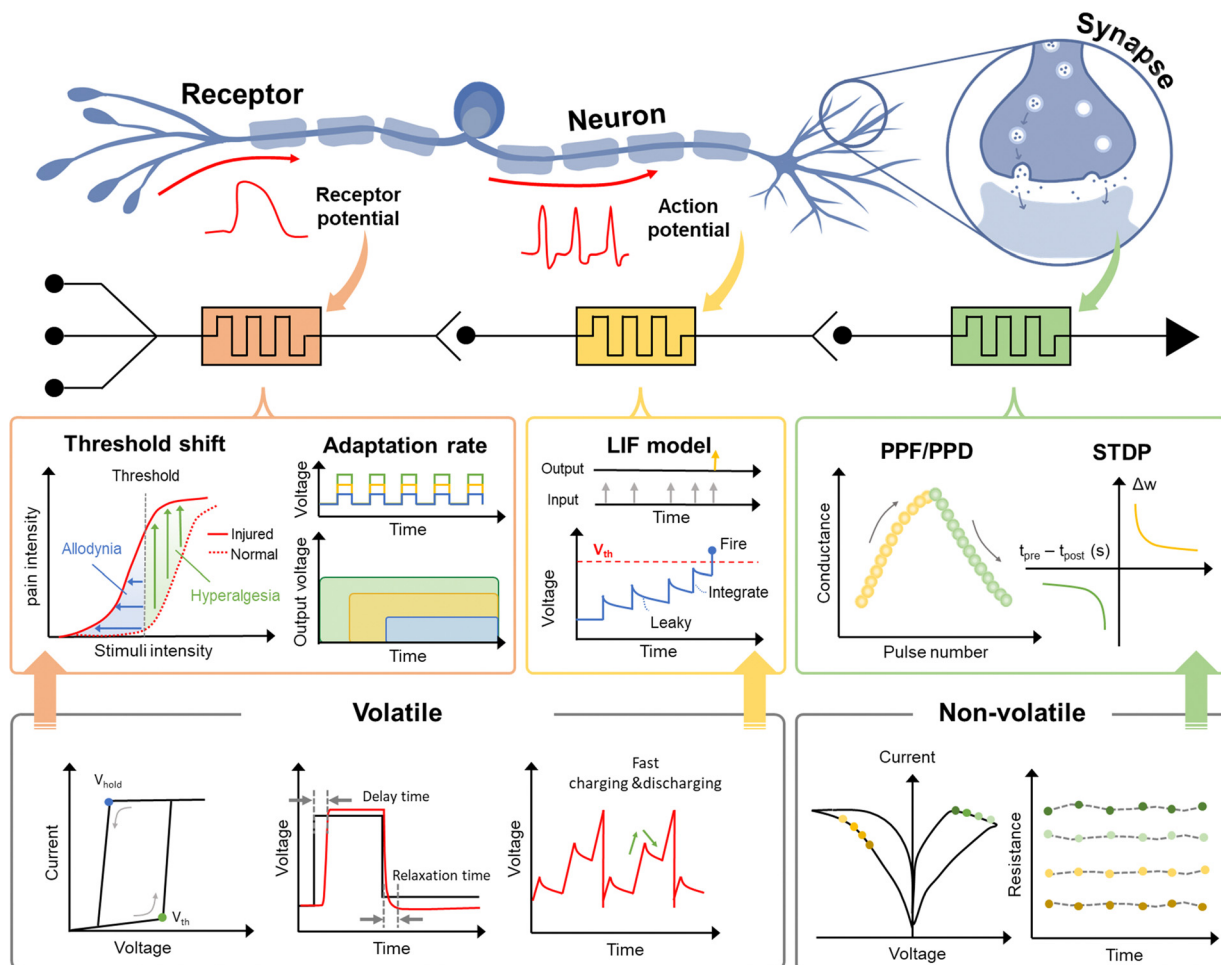 Synapse
Receptor
Neuron
Receptor
potential
Action
potential
Threshold shift
Threshold
pain intensity
Injured
Normal
Allodynia
Hyperalgesia
Stimuli intensity
Adaptation rate
Voltage
Time
Output voltage
Time
LIF model
Output
Input
Time
Vth
Fire
Voltage
Integrate
Leaky
Time
PPF/PPD
Conductance
Pulse number
STDP
Δw
tpre – tpost (s)
Volatile
Vhold
Current
Vth
Voltage
Delay time
Voltage
Relaxation time
Time
Fast
charging &discharging
Voltage
Time
Non-volatile
Current
Voltage
Resistance
Time